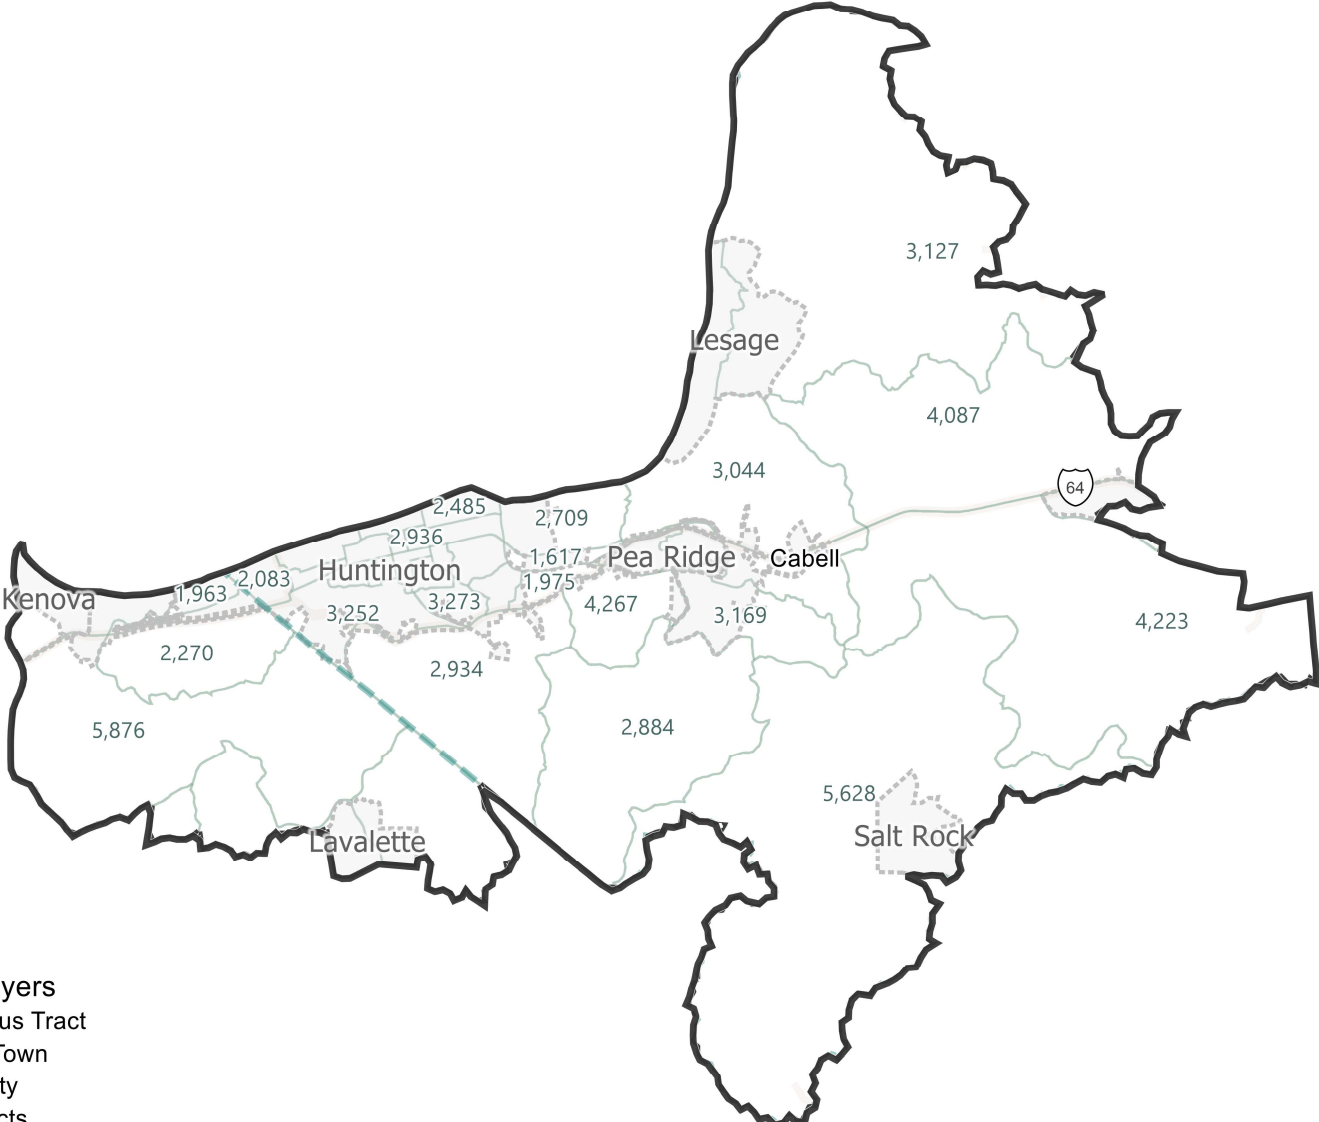 3,127
Lesage
4,087
3,044
64
2,485
2,709
2,936
1,617
Pea Ridge
Cabell
Huntington
1,975
2,083
1,963
Kenova
3,273
4,267
3,252
3,169
4,223
2,270
2,934
5,876
2,884
5,628
Salt Rock
Lavalette
yers
us Tract
Town
ty
cts